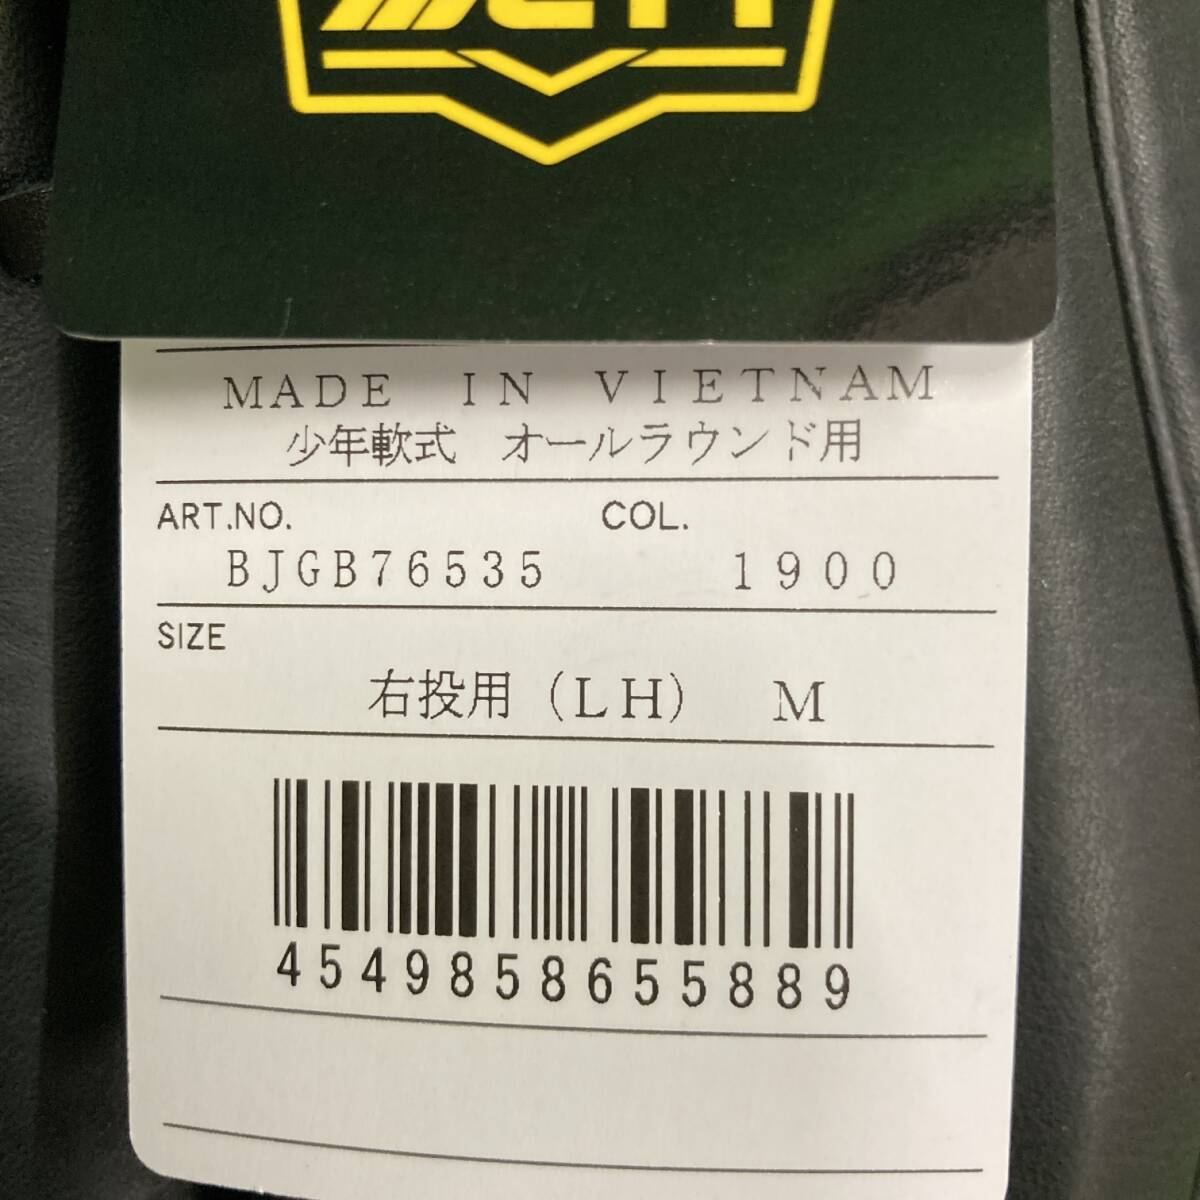 MADE IN VIETNAM
少年軟式 オールラウンド用
ART.NO. COL.
BJGB76535 1900
SIZE
右投用(LH) M
4549858655889